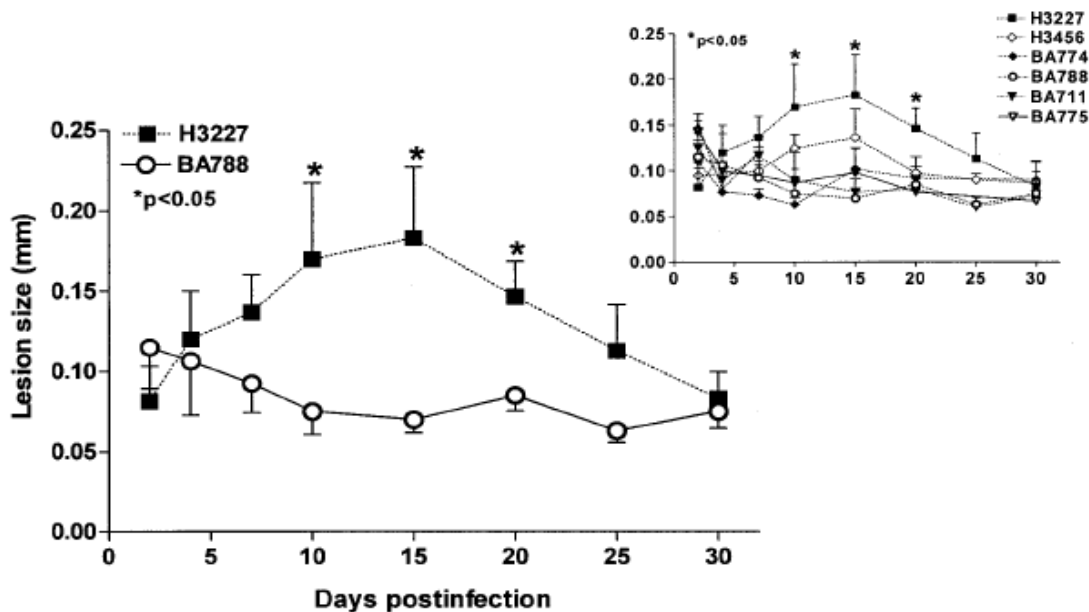 0.25
0.20
0.15
0.10
0.05
0.00
Lesion size (mm)
H3227
BA788
*p<0.05
* * *
0 5 10 15 20 25 30
Days postinfection
0.25
0.20
0.15
0.10
0.05
0.00
* p<0.05
* * *
0 5 10 15 20 25 30
H3227
H3456
BA774
BA788
BA711
BA775